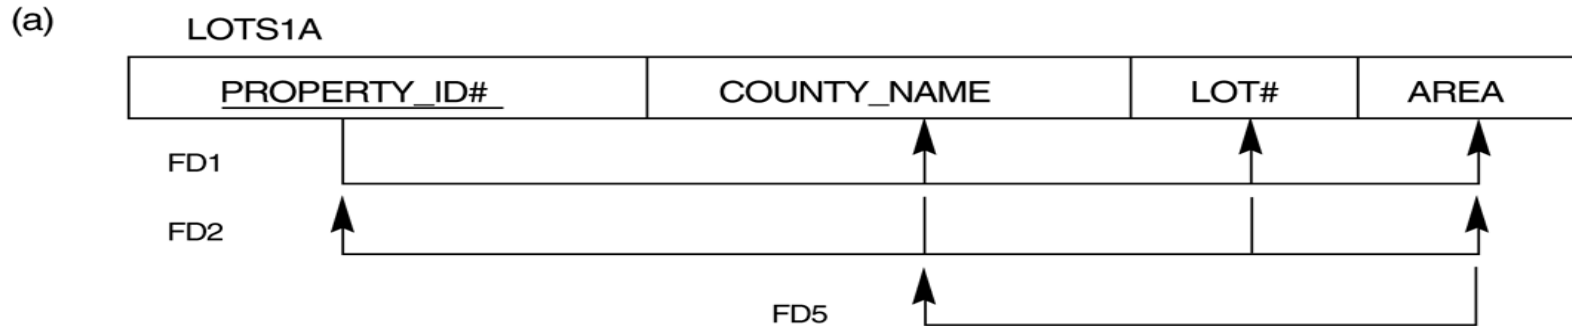 (a)
LOTS1A
PROPERTY_ID# COUNTY_NAME LOT# AREA
FD1
FD2
FD5